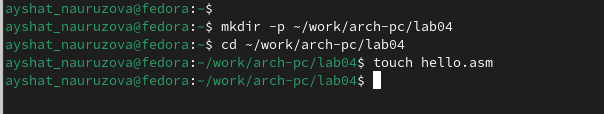 ayshat_nauruzova@fedora:~$
ayshat_nauruzova@fedora:~$ mkdir -p ~/work/arch-pc/lab04
ayshat_nauruzova@fedora:~$ cd ~/work/arch-pc/lab04
ayshat_nauruzova@fedora:~/work/arch-pc/lab04$ touch hello.asm
ayshat_nauruzova@fedora:~/work/arch-pc/lab04$